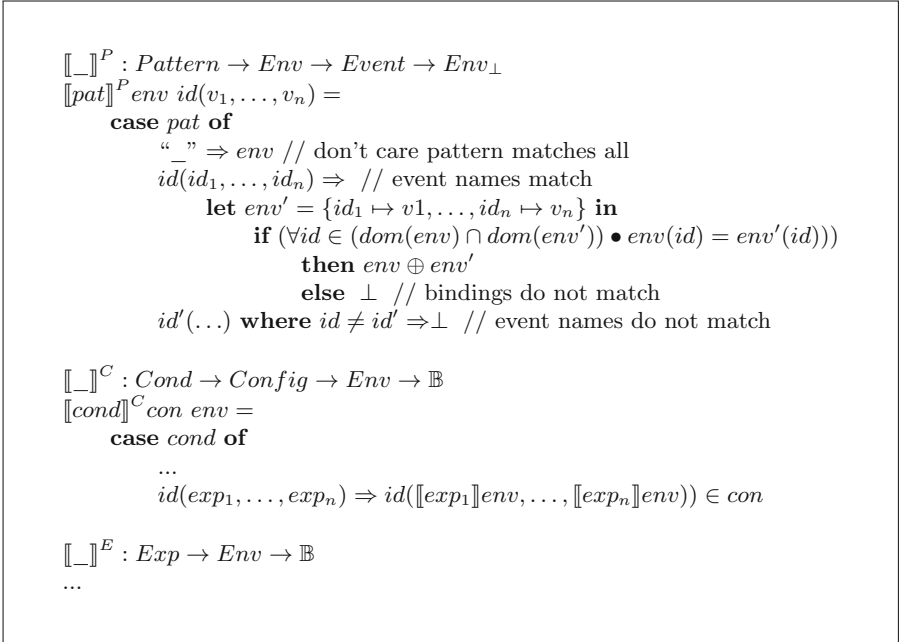 ⟦_⟧^P : Pattern → Env → Event → Env_⊥
⟦pat⟧^P env id(v_1, . . . , v_n) =
case pat of
“_” ⇒ env // don't care pattern matches all
id(id_1, . . . , id_n) ⇒ // event names match
let env′ = {id_1 ↦ v1, . . . , id_n ↦ v_n} in
if (∀id ∈ (dom(env) ∩ dom(env′)) • env(id) = env′(id)))
then env ⊕ env′
else ⊥ // bindings do not match
id′(. . .) where id ≠ id′ ⇒⊥ // event names do not match
⟦_⟧^C : Cond → Config → Env → 𝔹
⟦cond⟧^C con env =
case cond of
...
id(exp_1, . . . , exp_n) ⇒ id(⟦exp_1⟧env, . . . , ⟦exp_n⟧env)) ∈ con
⟦_⟧^E : Exp → Env → 𝔹
...